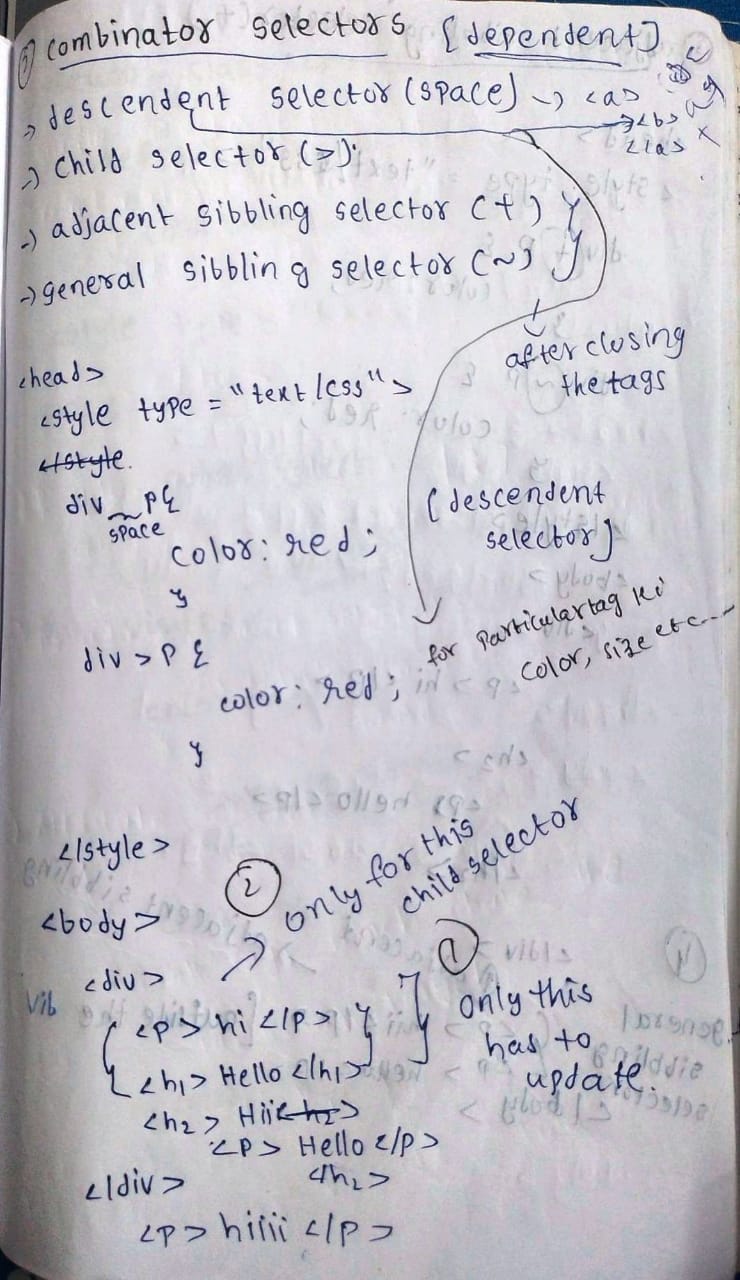 ③ combinator selectors [dependent]
→ descendent selector (space) → <a>
<b>
</a>
→ child selector (>).
→ adjacent sibbling selector (+) }
→ general sibbling selector (~) }
after closing
the tags
<head>
<style type = "text/css">
</style.
div p{
space
color: red;
}
[descendent
selector]
for particular tag ki
color, size etc...
div > p {
color: red;
}
</style>
② only for this
child selector
<body>
<div>
① only this
has to
update.
<p> hi </p>
<h1> Hello </h1>
<h2> Hii<h2>
<p> Hello </p>
</h2>
</div>
<p> hiiii </p>